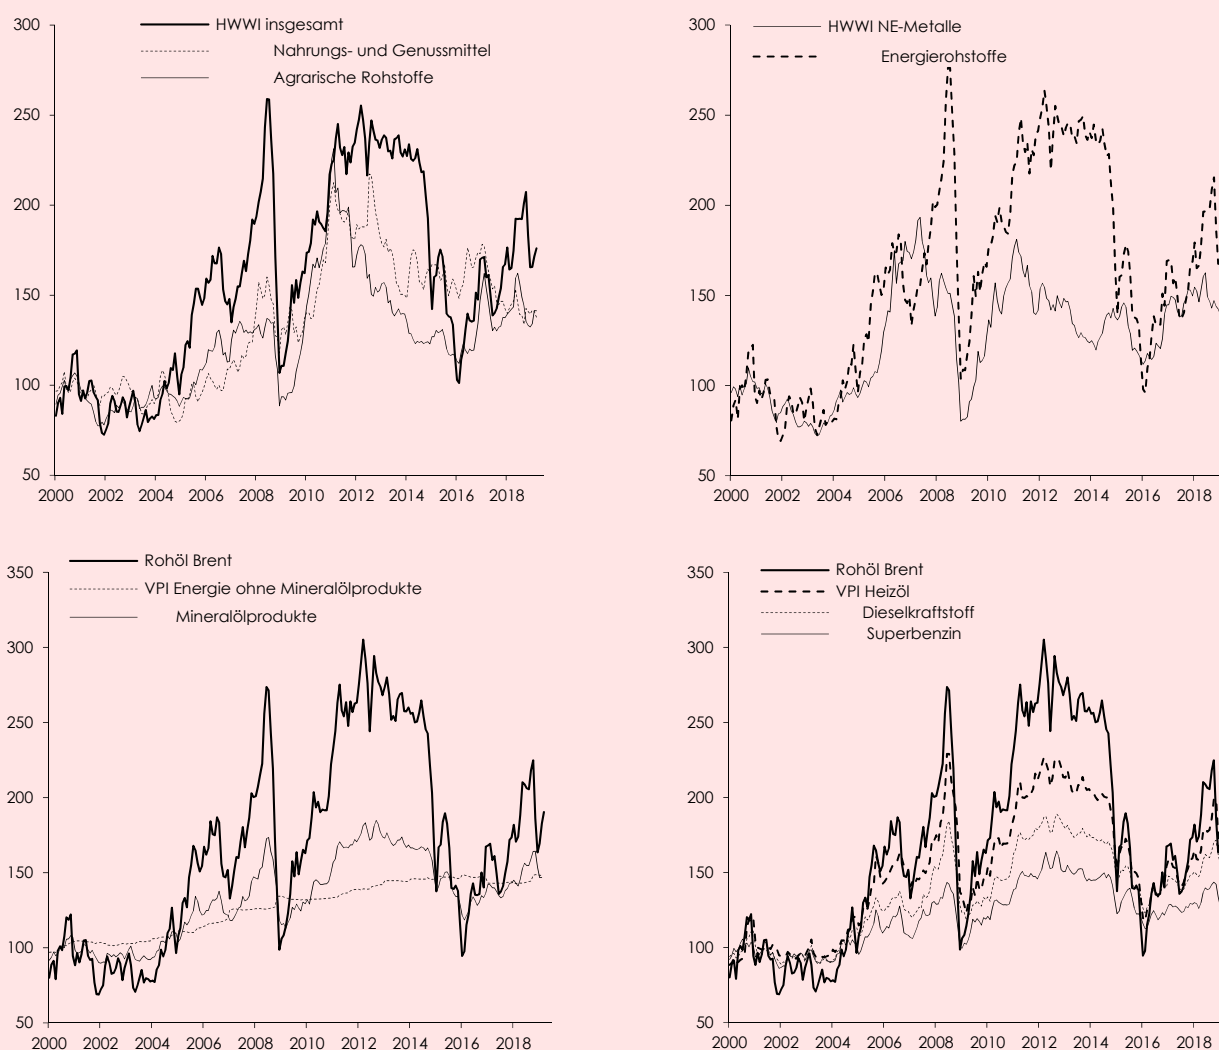 HWWI insgesamt
Nahrungs- und Genussmittel
Agrarische Rohstoffe
300
250
200
150
100
50
2000 2002 2004 2006 2008 2010 2012 2014 2016 2018
HWWI NE-Metalle
Energierohstoffe
300
250
200
150
100
50
2000 2002 2004 2006 2008 2010 2012 2014 2016 2018
Rohöl Brent
VPI Energie ohne Mineralölprodukte
Mineralölprodukte
350
300
250
200
150
100
50
2000 2002 2004 2006 2008 2010 2012 2014 2016 2018
Rohöl Brent
VPI Heizöl
Dieselkraftstoff
Superbenzin
350
300
250
200
150
100
50
2000 2002 2004 2006 2008 2010 2012 2014 2016 2018